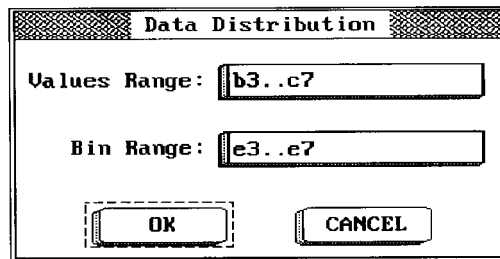 Data Distribution
Values Range: b3..c7
Bin Range: e3..e7
OK CANCEL